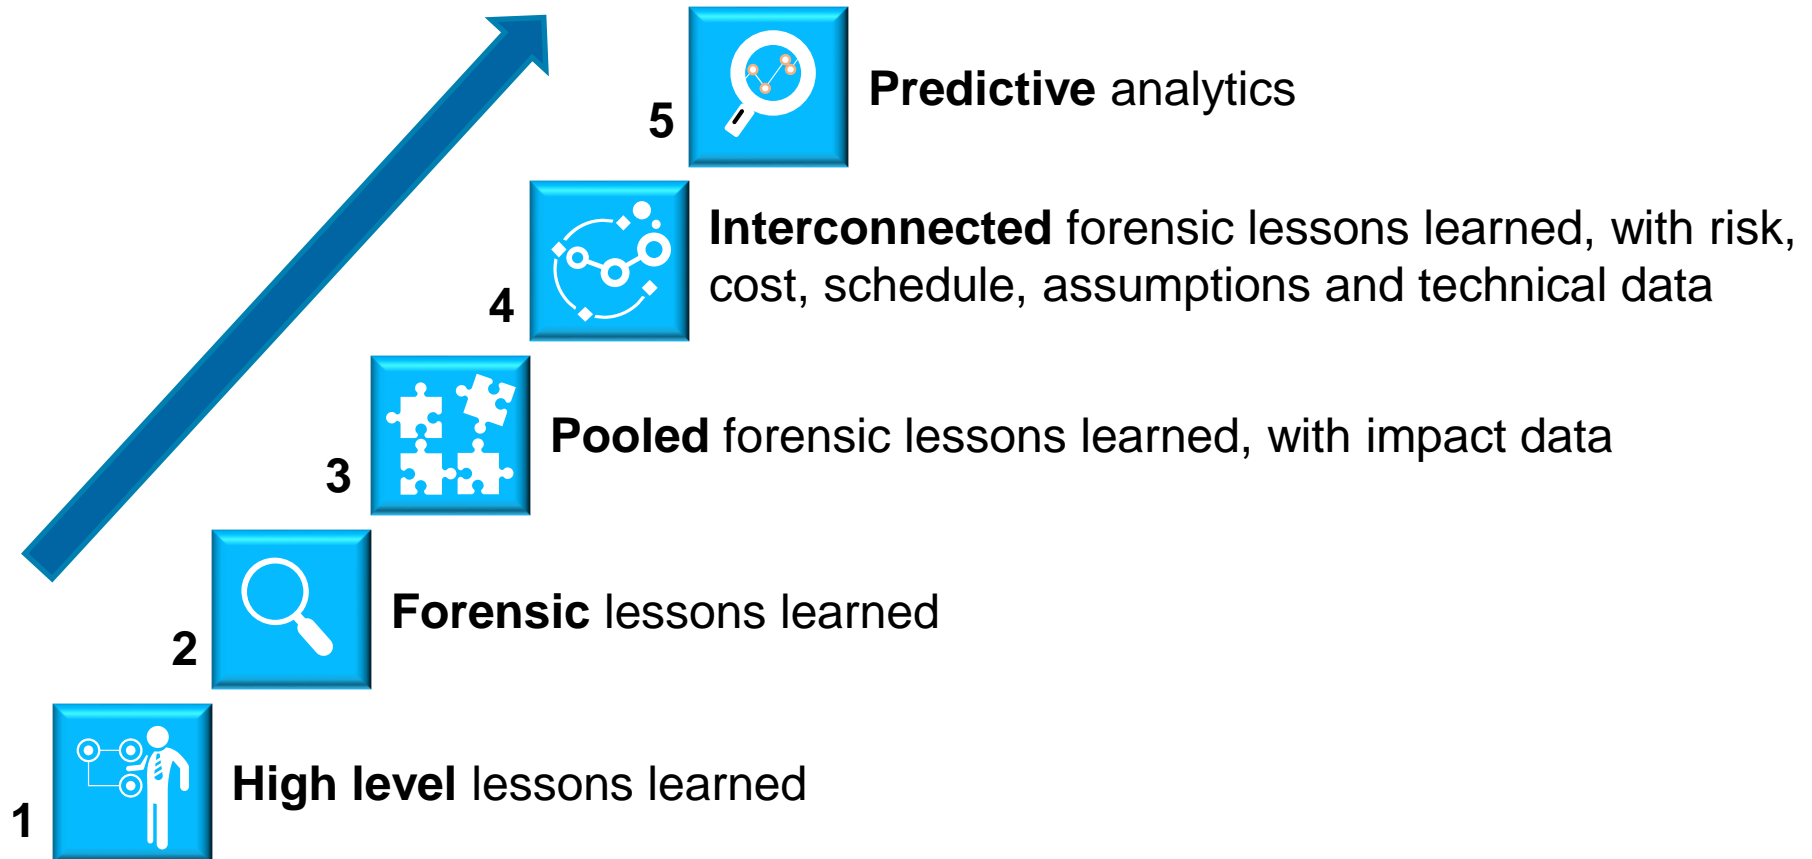 5
Predictive analytics
4
Interconnected forensic lessons learned, with risk,
cost, schedule, assumptions and technical data
3
Pooled forensic lessons learned, with impact data
2
Forensic lessons learned
1
High level lessons learned